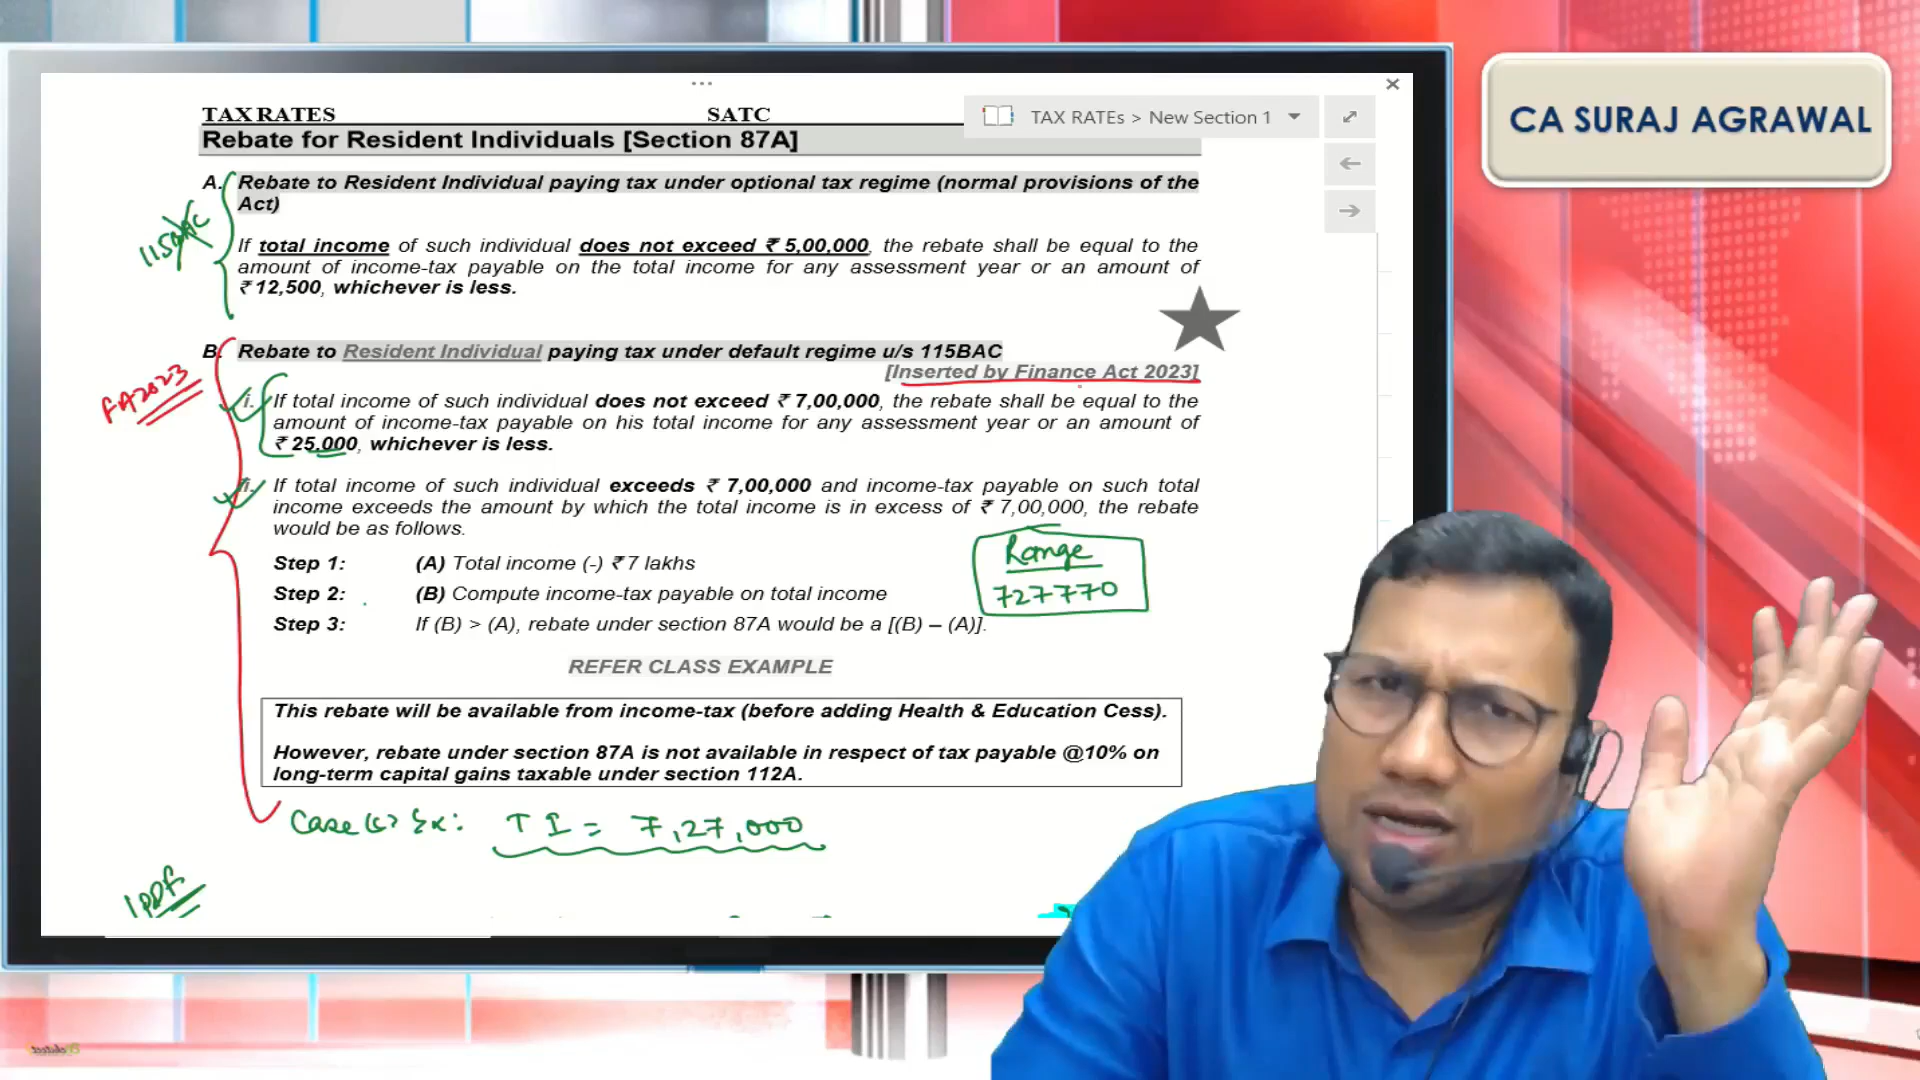 TAX RATES SATC
TAX RATEs > New Section 1
CA SURAJ AGRAWAL
Rebate for Resident Individuals [Section 87A]
A. Rebate to Resident Individual paying tax under optional tax regime (normal provisions of the
Act)
115BAC
If total income of such individual does not exceed ₹ 5,00,000, the rebate shall be equal to the
amount of income-tax payable on the total income for any assessment year or an amount of
₹ 12,500, whichever is less.
B. Rebate to Resident Individual paying tax under default regime u/s 115BAC
[Inserted by Finance Act 2023]
FA2023
i. If total income of such individual does not exceed ₹ 7,00,000, the rebate shall be equal to the
amount of income-tax payable on his total income for any assessment year or an amount of
₹ 25,000, whichever is less.
ii. If total income of such individual exceeds ₹ 7,00,000 and income-tax payable on such total
income exceeds the amount by which the total income is in excess of ₹ 7,00,000, the rebate
would be as follows.
Range
727770
Step 1: (A) Total income (-) ₹ 7 lakhs
Step 2: (B) Compute income-tax payable on total income
Step 3: If (B) > (A), rebate under section 87A would be a [(B) – (A)].
REFER CLASS EXAMPLE
This rebate will be available from income-tax (before adding Health & Education Cess).
However, rebate under section 87A is not available in respect of tax payable @10% on
long-term capital gains taxable under section 112A.
Case Ex: TI = 7,27,000